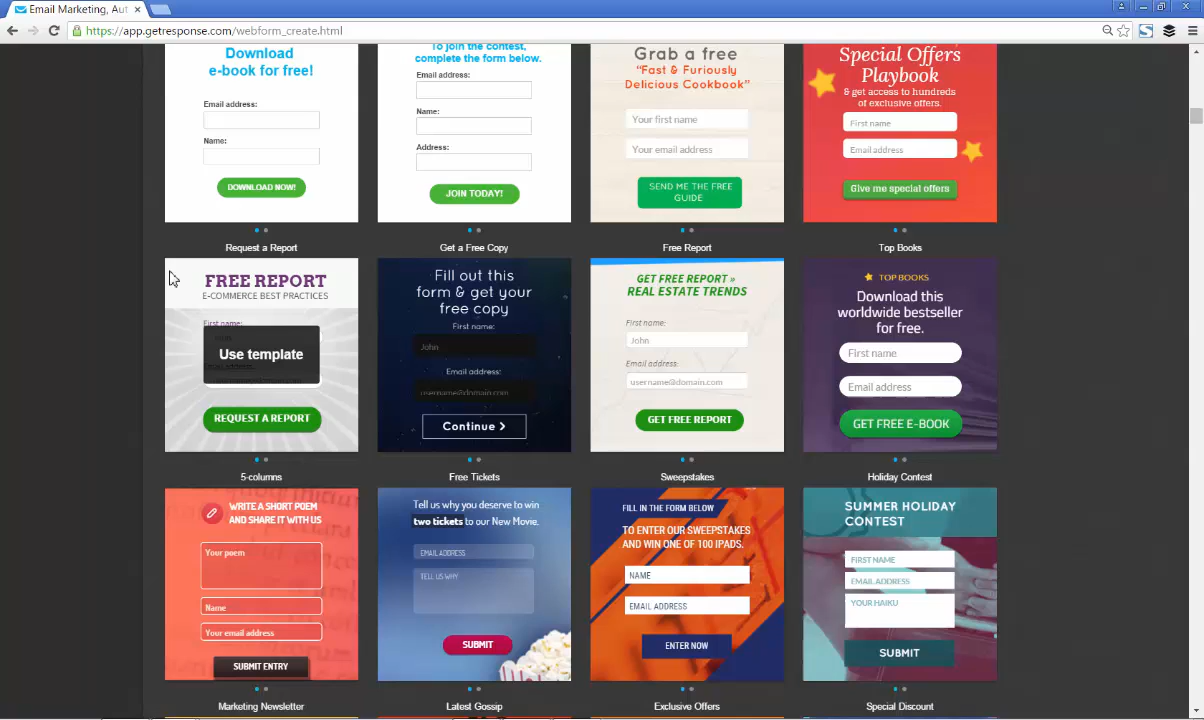 Email Marketing, Aut
https://app.getresponse.com/webform_create.html
Download
e-book for free!
Email address:
Name:
DOWNLOAD NOW!
Request a Report
To join the contest,
complete the form below.
Email address:
Name:
Address:
JOIN TODAY!
Get a Free Copy
Grab a free
“Fast & Furiously
Delicious Cookbook”
Your first name
Your email address
SEND ME THE FREE
GUIDE
Free Report
Special Offers
Playbook
& get access to hundreds
of exclusive offers.
First name
Email address
Give me special offers
Top Books
FREE REPORT
E-COMMERCE BEST PRACTICES
First name:
Use template
REQUEST A REPORT
5-columns
Fill out this
form & get your
free copy
First name:
John
Email address:
username@domain.com
Continue
Free Tickets
GET FREE REPORT »
REAL ESTATE TRENDS
First name:
John
Email address:
username@domain.com
GET FREE REPORT
Sweepstakes
TOP BOOKS
Download this
worldwide bestseller
for free.
First name
Email address
GET FREE E-BOOK
Holiday Contest
WRITE A SHORT POEM
AND SHARE IT WITH US
Your poem
Name
Your email address
SUBMIT ENTRY
Marketing Newsletter
Tell us why you deserve to win
two tickets to our New Movie.
EMAIL ADDRESS
TELL US WHY
SUBMIT
Latest Gossip
FILL IN THE FORM BELOW
TO ENTER OUR SWEEPSTAKES
AND WIN ONE OF 100 IPADS.
NAME
EMAIL ADDRESS
ENTER NOW
Exclusive Offers
SUMMER HOLIDAY
CONTEST
FIRST NAME
EMAIL ADDRESS
YOUR HAIKU
SUBMIT
Special Discount